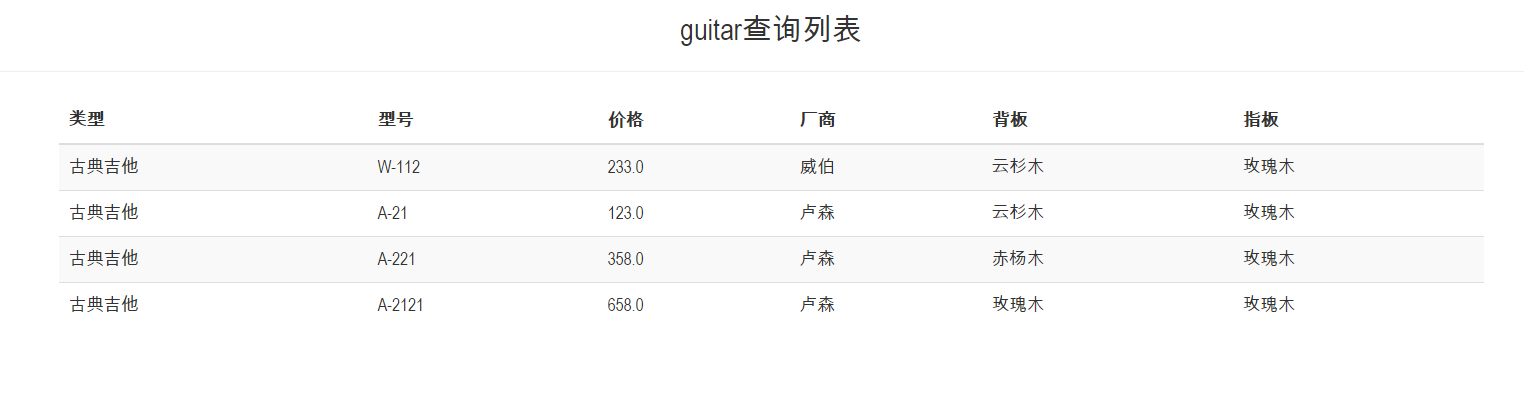 guitar查询列表
类型 型号 价格 厂商 背板 指板
古典吉他 W-112 233.0 威伯 云杉木 玫瑰木
古典吉他 A-21 123.0 卢森 云杉木 玫瑰木
古典吉他 A-221 358.0 卢森 赤杨木 玫瑰木
古典吉他 A-2121 658.0 卢森 玫瑰木 玫瑰木